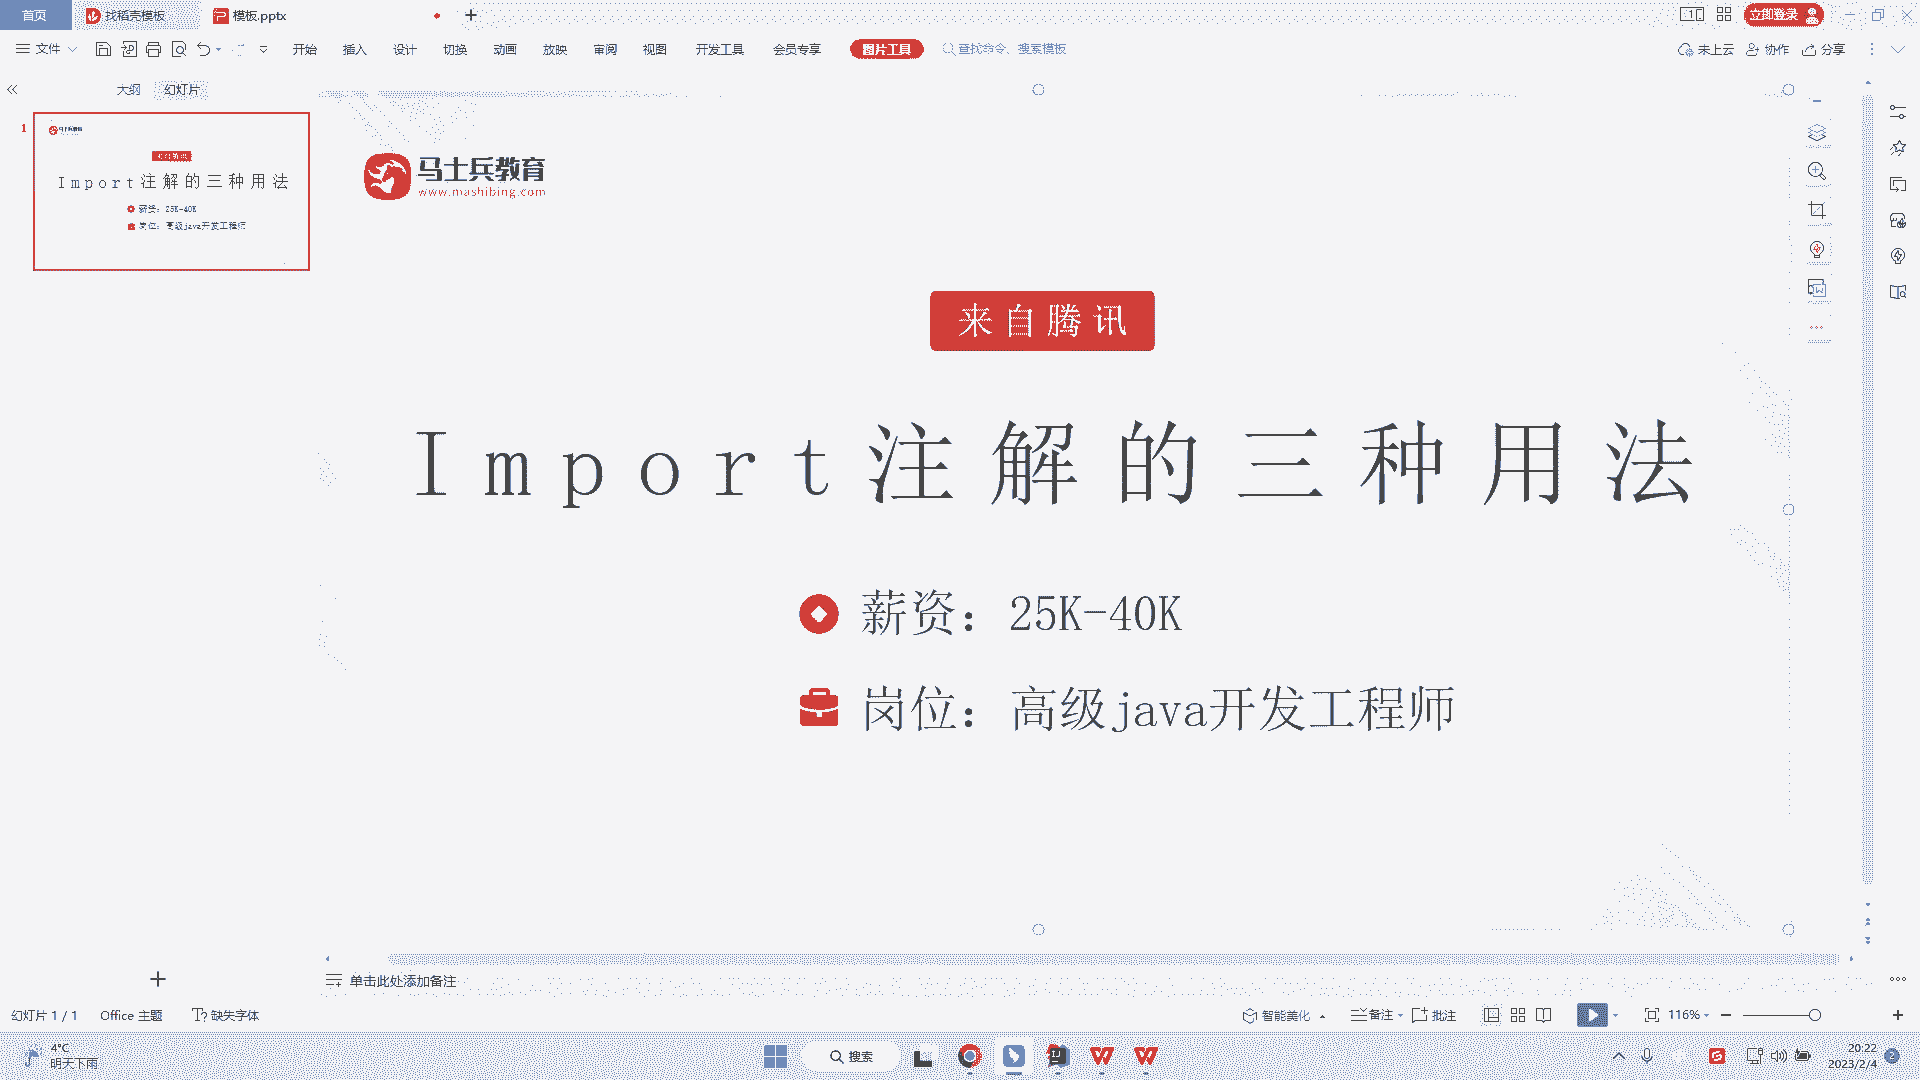 首页
找稻壳模板
模板.pptx
立即登录
文件
开始
插入
设计
切换
动画
放映
审阅
视图
开发工具
会员专享
图片工具
查找命令、搜索模板
未上云
协作
分享
大纲
幻灯片
1
马士兵教育
Import注解的三种用法
薪资：25K-40K
岗位：高级java开发工程师
马士兵教育
www.mashibing.com
来自腾讯
Import注解的三种用法
薪资：25K-40K
岗位：高级java开发工程师
单击此处添加备注
幻灯片 1 / 1
Office 主题
缺失字体
智能美化
备注
批注
116%
4°C
明天下雨
搜索
20:22
2023/2/4
2